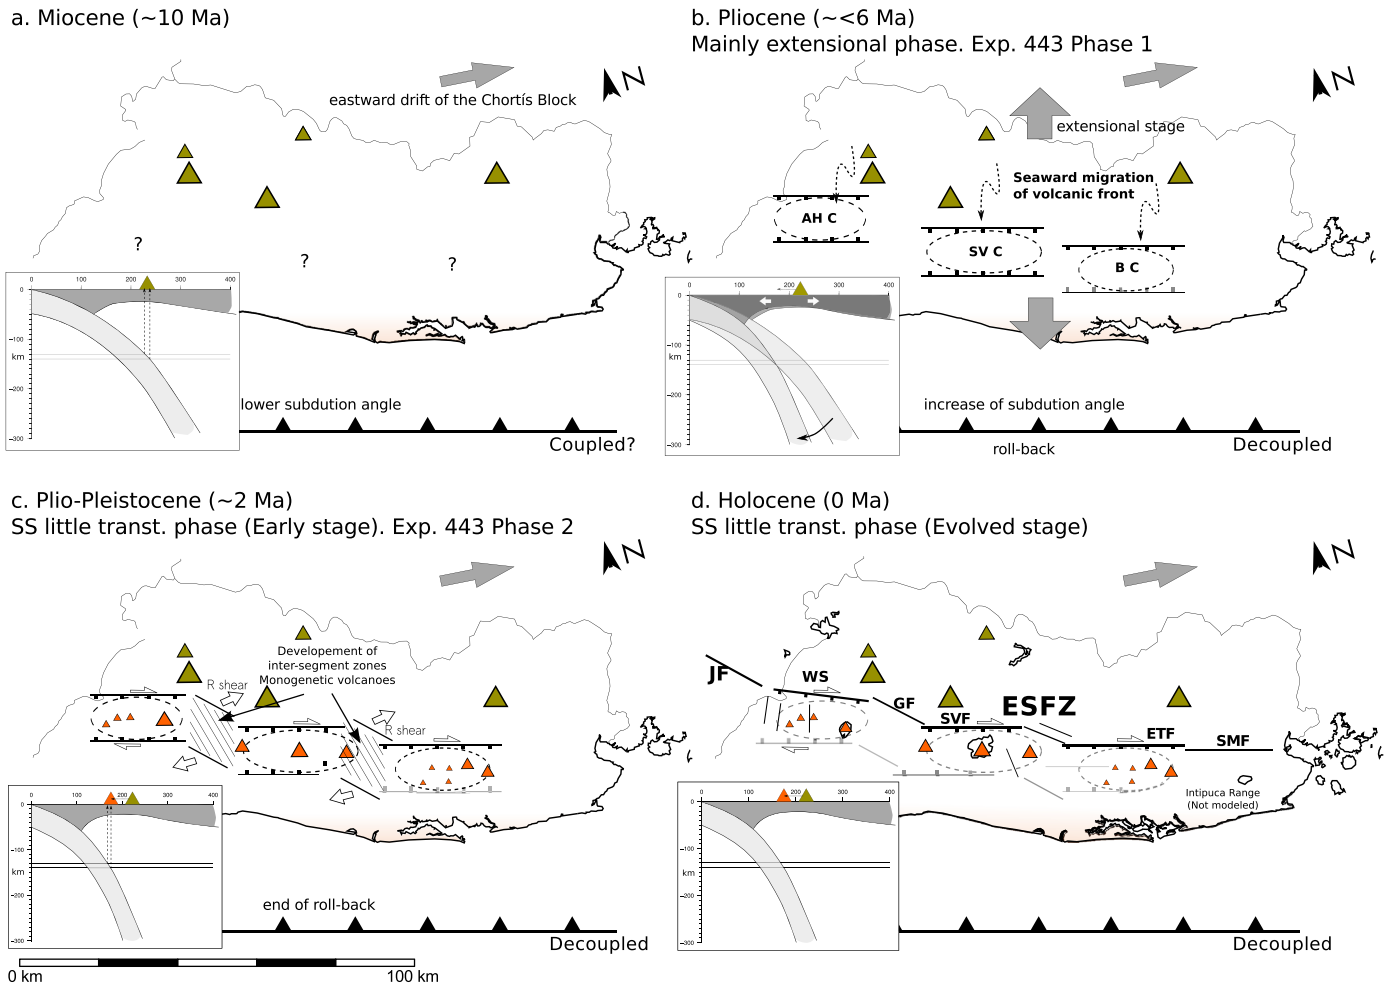 a. Miocene (~10 Ma)
eastward drift of the Chortís Block
N
?
?
?
0
100
200
300
400
0
−100
km
−200
−300
lower subdution angle
Coupled?
b. Pliocene (~<6 Ma)
Mainly extensional phase. Exp. 443 Phase 1
N
extensional stage
Seaward migration
of volcanic front
AH C
SV C
B C
0
100
200
300
400
0
−100
km
−200
−300
increase of subdution angle
roll-back
Decoupled
c. Plio-Pleistocene (~2 Ma)
SS little transt. phase (Early stage). Exp. 443 Phase 2
N
Developement of
inter-segment zones
Monogenetic volcanoes
R shear
R shear
0
100
200
300
400
0
−100
km
−200
−300
end of roll-back
Decoupled
0 km
100 km
d. Holocene (0 Ma)
SS little transt. phase (Evolved stage)
N
JF
WS
GF
SVF
ESFZ
ETF
SMF
Intipuca Range
(Not modeled)
0
100
200
300
400
0
−100
km
−200
−300
Decoupled